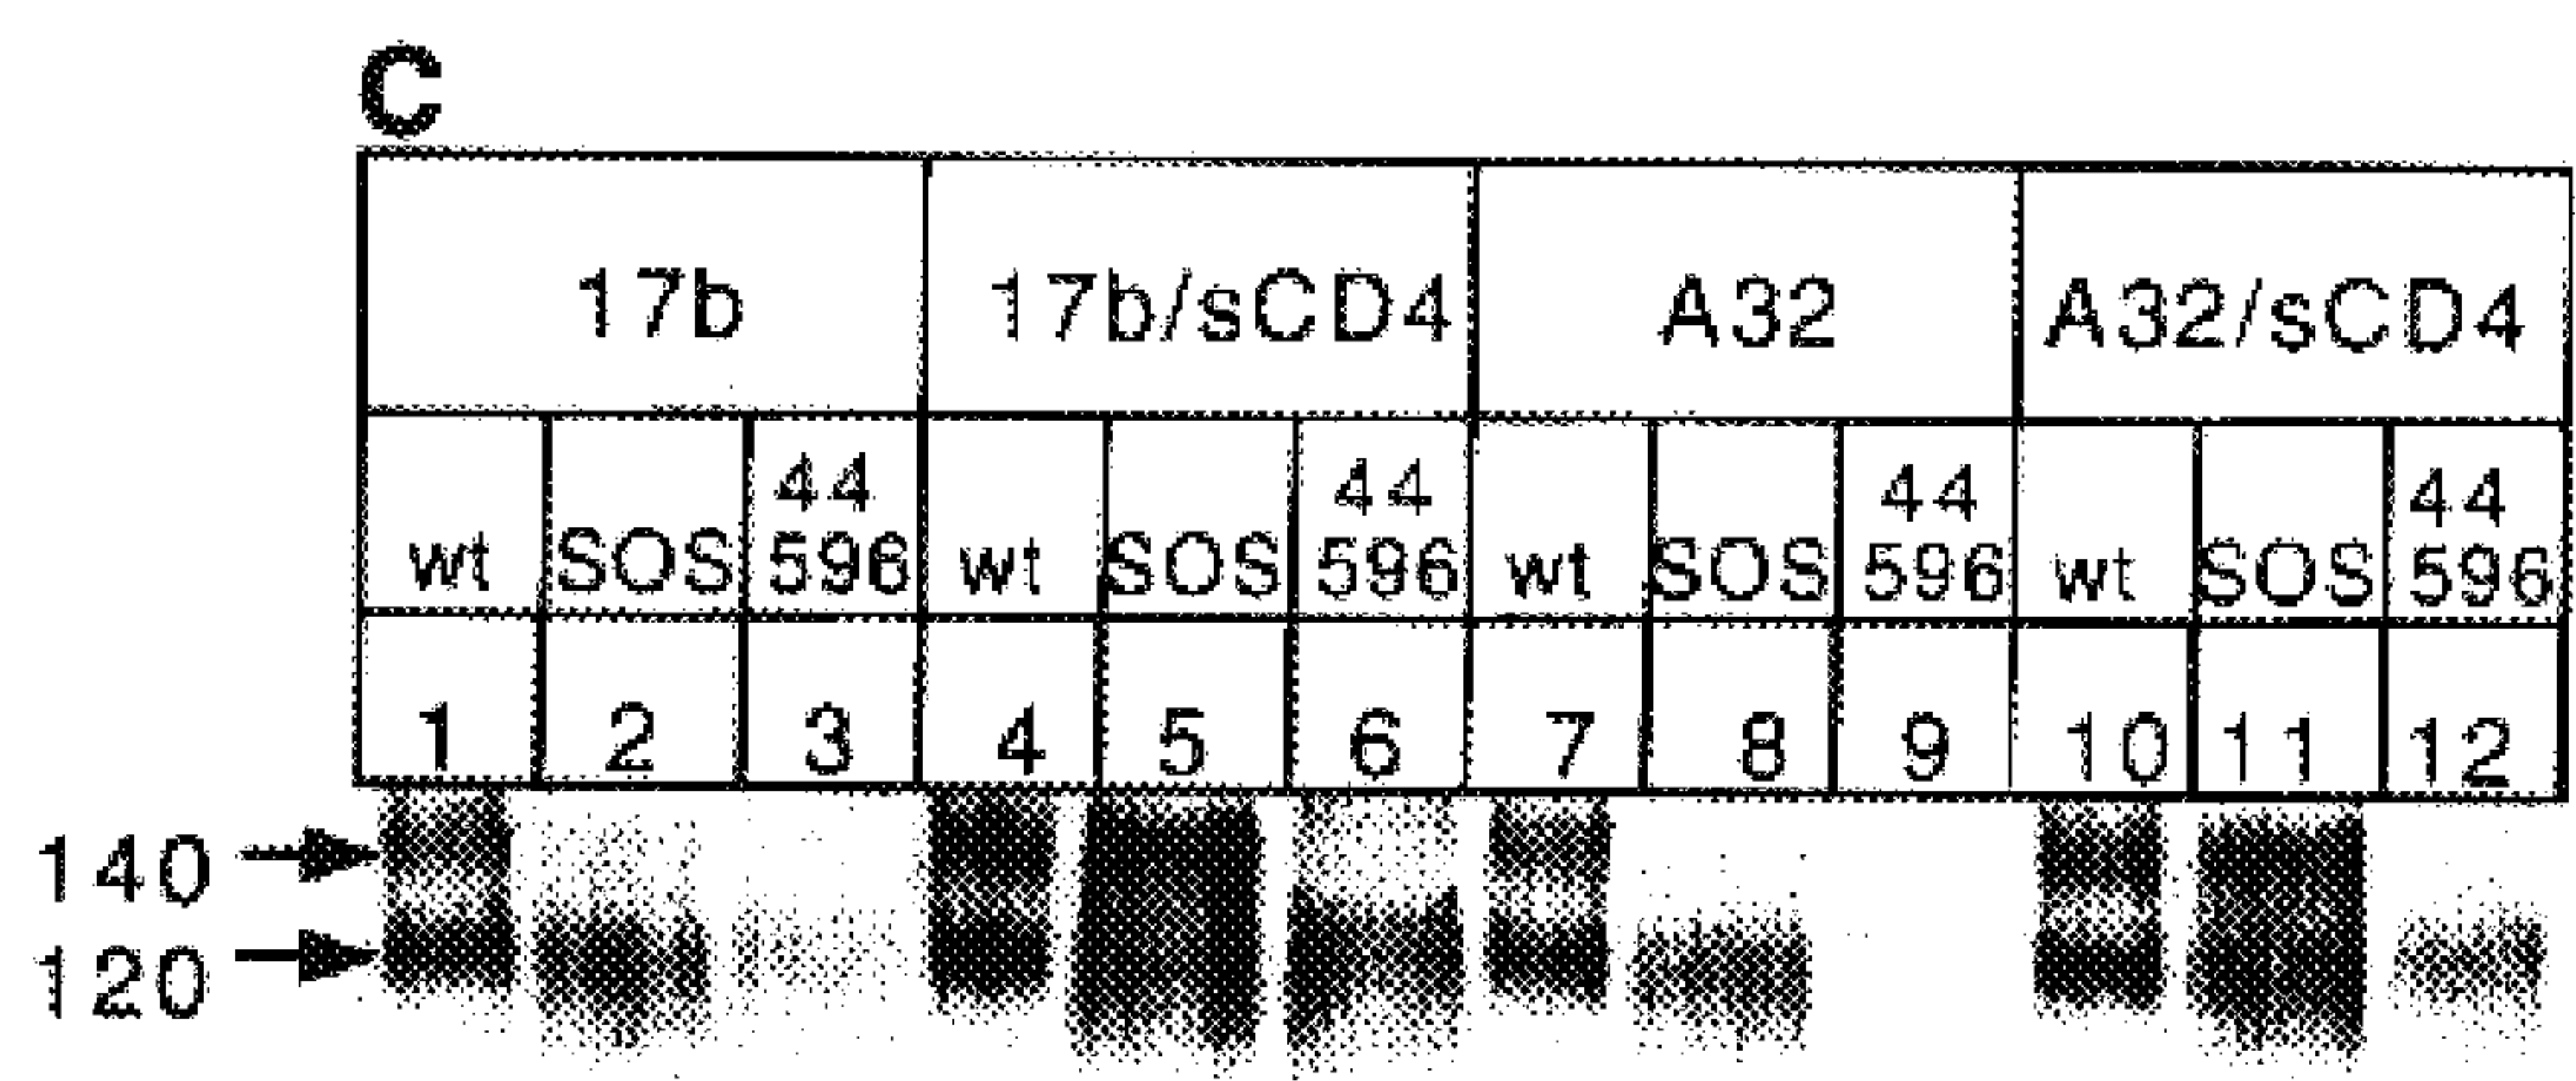 C
17b 17b/sCD4 A32 A32/sCD4
wt SOS 44 596 wt SOS 44 596 wt SOS 44 596 wt SOS 44 596
1 2 3 4 5 6 7 8 9 10 11 12
140
120